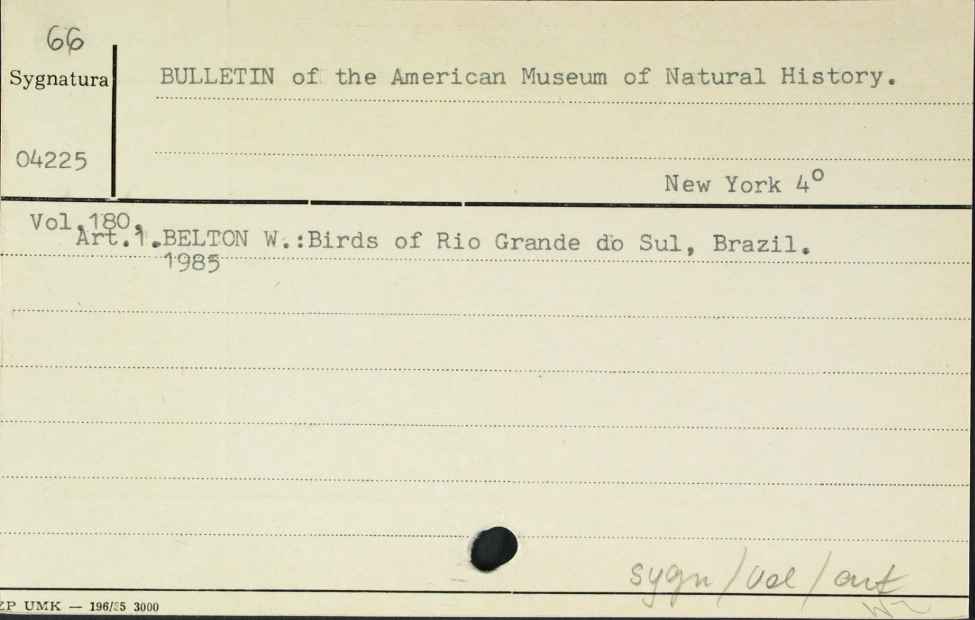 66
Sygnatura
BULLETIN of the American Museum of Natural History.
04225
New York 4°
Vol.180,
Art.1.BELTON W.:Birds of Rio Grande do Sul, Brazil.
1985
sygn/vol/art
ZP UMK — 196/85 3000